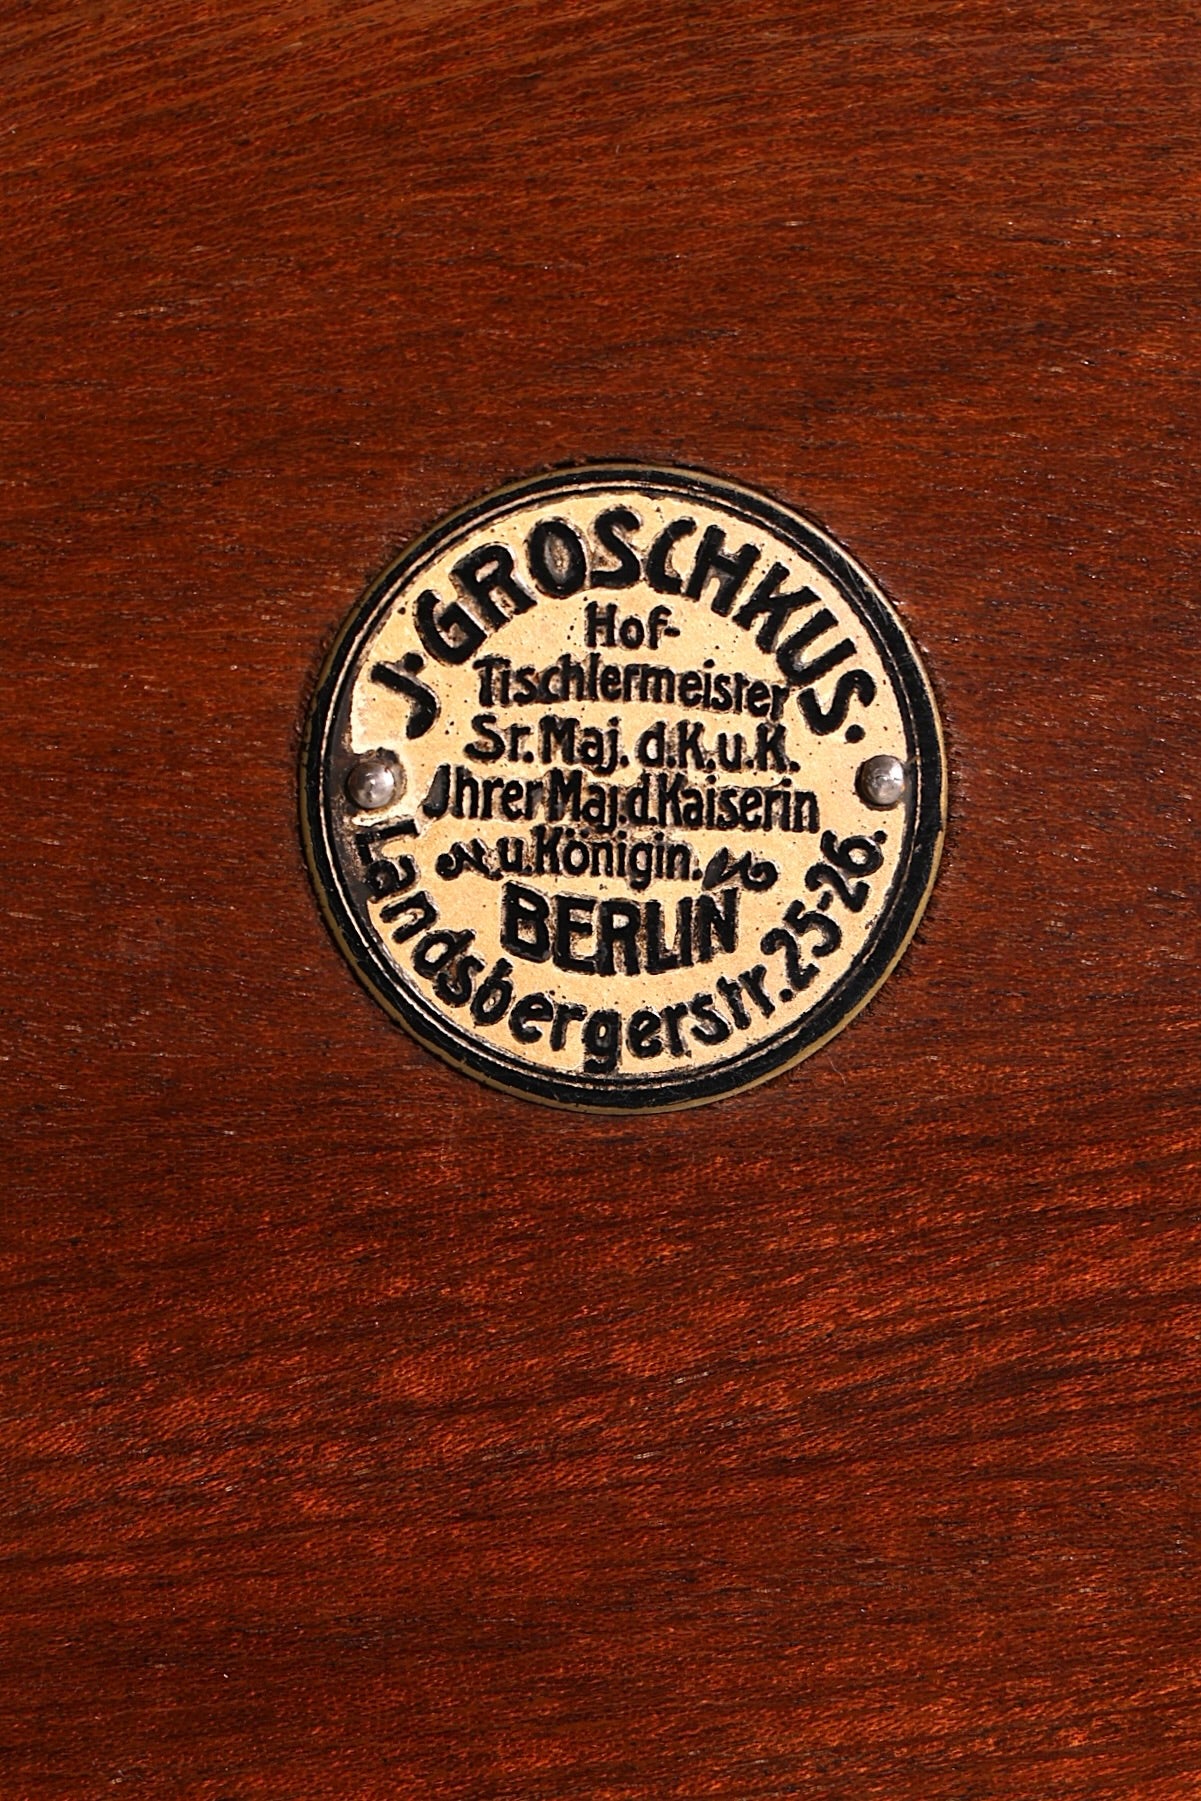 J. GROSCHKUS.
Hof-
Tischlermeister
Sr. Maj. d. K. u. K.
Jhrer Maj. d. Kaiserin
u. Königin.
BERLIN
Landsbergerstr. 25-26.